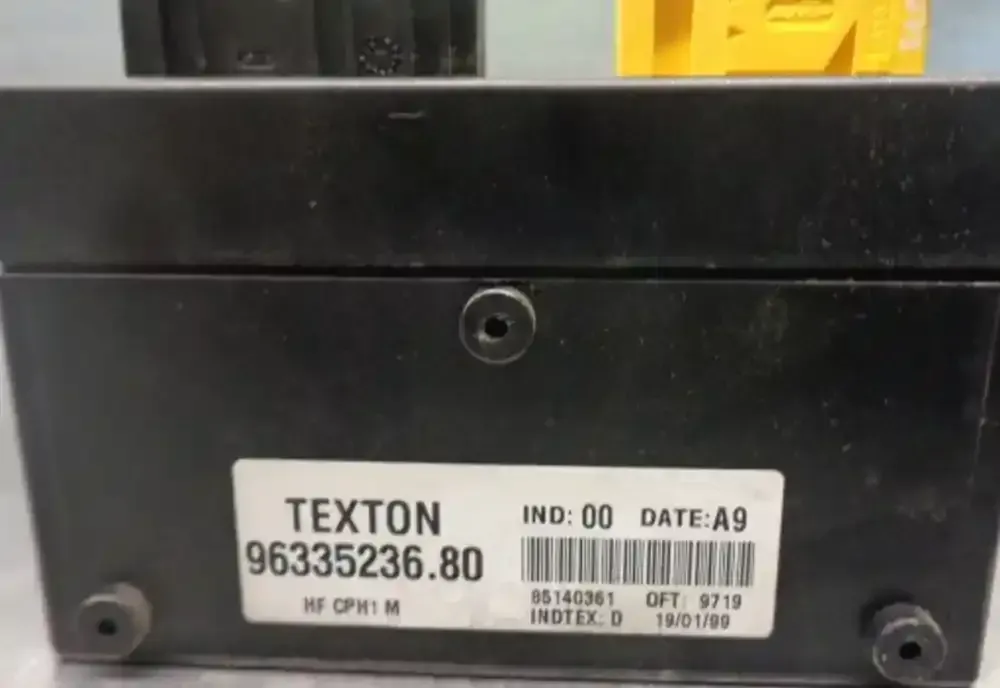 TEXTON
96335236.80
HF CPH1 M
IND: 00 DATE: A9
85140361 OFT: 9719
INDTEX: D 19/01/99